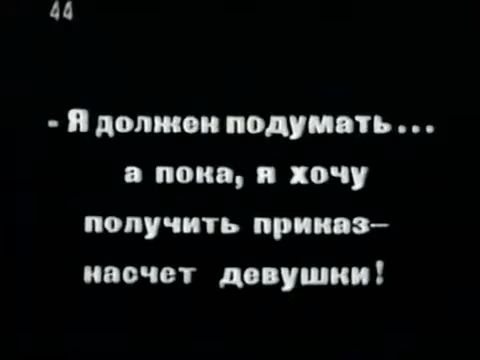 44
- Я должен подумать...
а пока, я хочу
получить приказ—
насчет девушки!